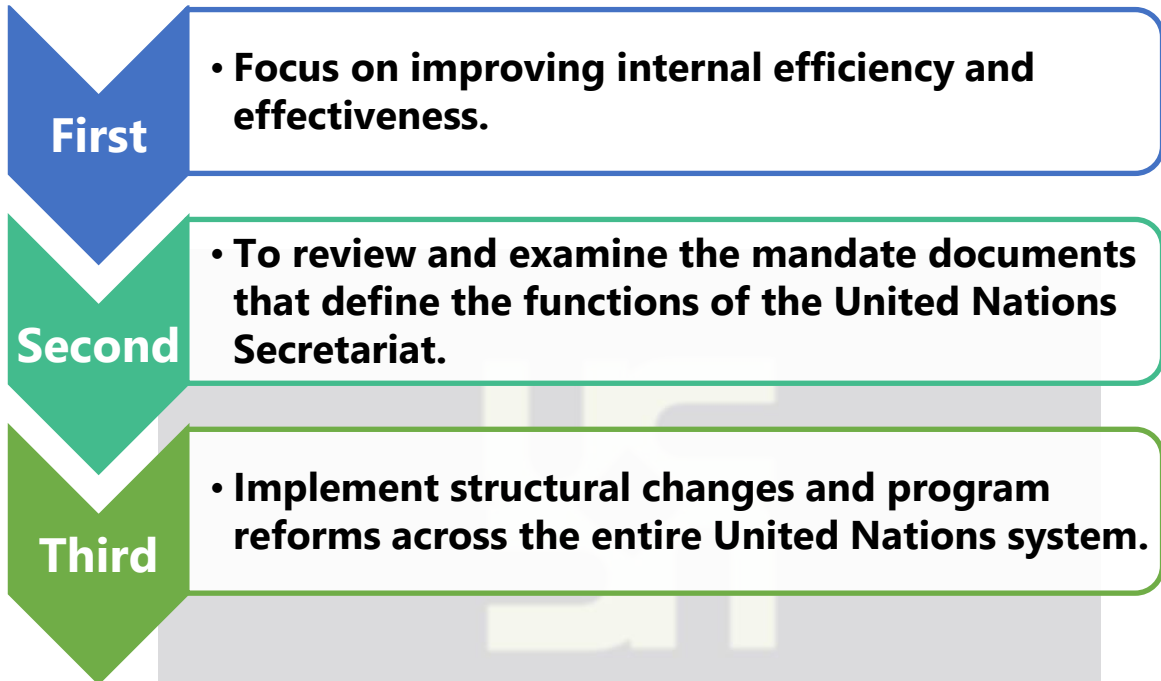 First
• Focus on improving internal efficiency and
effectiveness.
Second
• To review and examine the mandate documents
that define the functions of the United Nations
Secretariat.
Third
• Implement structural changes and program
reforms across the entire United Nations system.